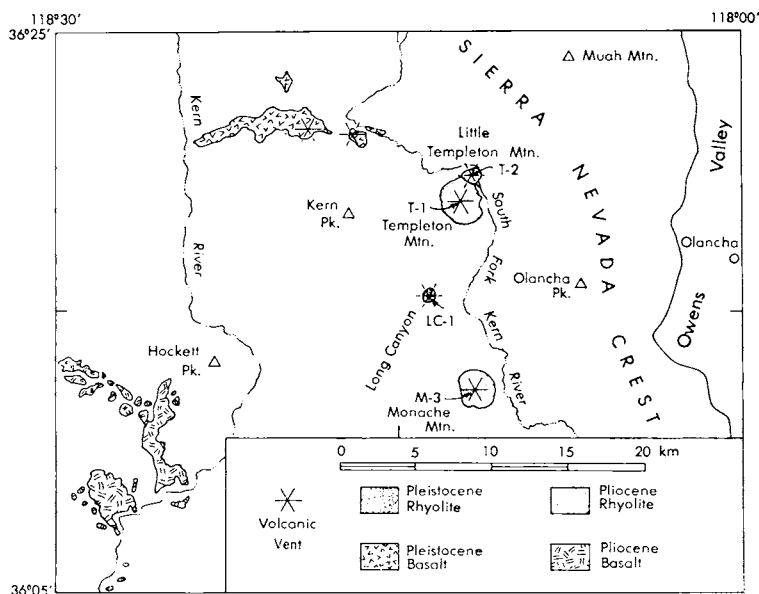 118°30'
118°00'
36°25'
SIERRA NEVADA CREST
Muah Mtn.
Kern River
Little
Templeton Mtn.
T-2
Valley
Kern
Pk.
T-1
Templeton
Mtn.
South Fork Kern River
Olancha
Olancha
Pk.
Owens
LC-1
Long Canyon
Hockett
Pk.
M-3
Monache
Mtn.
0 5 10 15 20 km
Volcanic
Vent
Pleistocene
Rhyolite
Pliocene
Rhyolite
Pleistocene
Basalt
Pliocene
Basalt
36°05'